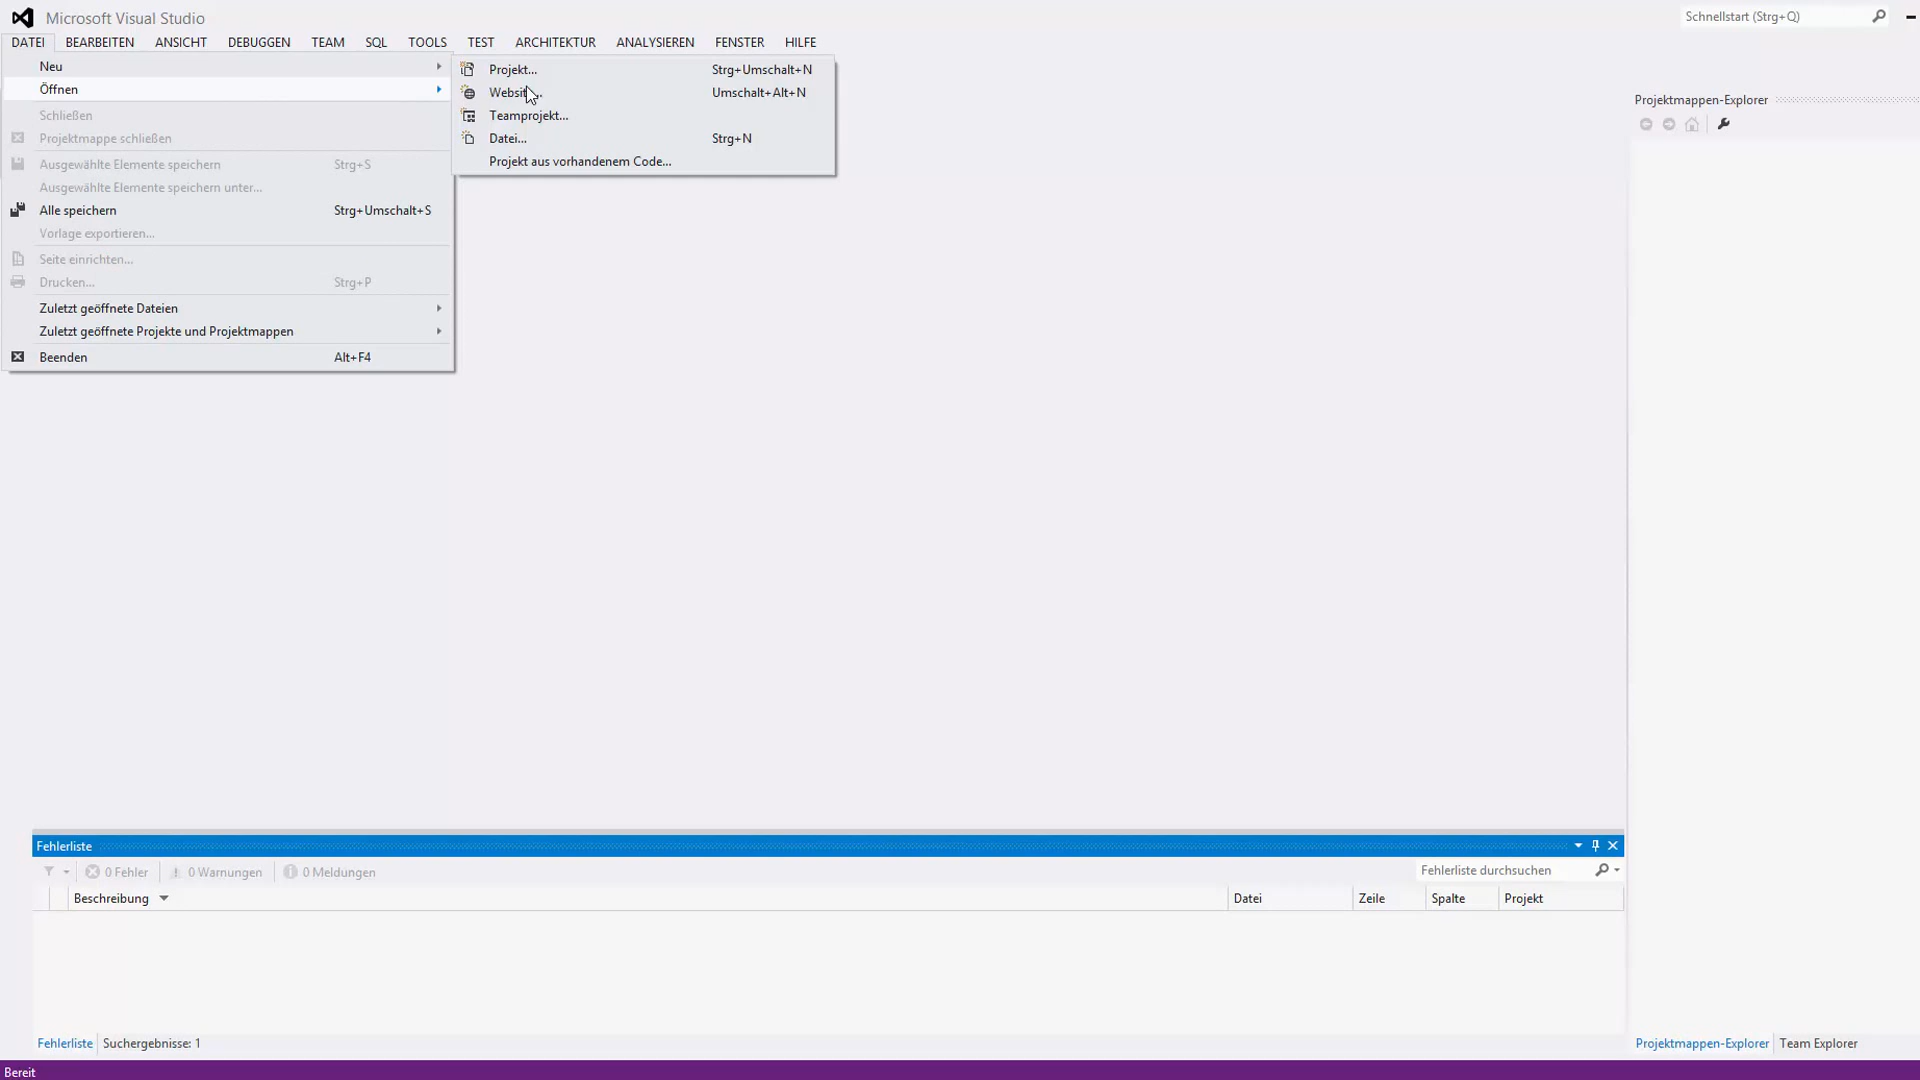 Microsoft Visual Studio
Schnellstart (Strg+Q)
DATEI BEARBEITEN ANSICHT DEBUGGEN TEAM SQL TOOLS TEST ARCHITEKTUR ANALYSIEREN FENSTER HILFE
Neu
Öffnen
Schließen
Projektmappe schließen
Ausgewählte Elemente speichern Strg+S
Ausgewählte Elemente speichern unter...
Alle speichern Strg+Umschalt+S
Vorlage exportieren...
Seite einrichten...
Drucken... Strg+P
Zuletzt geöffnete Dateien
Zuletzt geöffnete Projekte und Projektmappen
Beenden Alt+F4
Projekt... Strg+Umschalt+N
Website... Umschalt+Alt+N
Teamprojekt...
Datei... Strg+N
Projekt aus vorhandenem Code...
Projektmappen-Explorer
Fehlerliste
0 Fehler 0 Warnungen 0 Meldungen
Fehlerliste durchsuchen
Beschreibung Datei Zeile Spalte Projekt
Fehlerliste Suchergebnisse: 1
Projektmappen-Explorer Team Explorer
Bereit